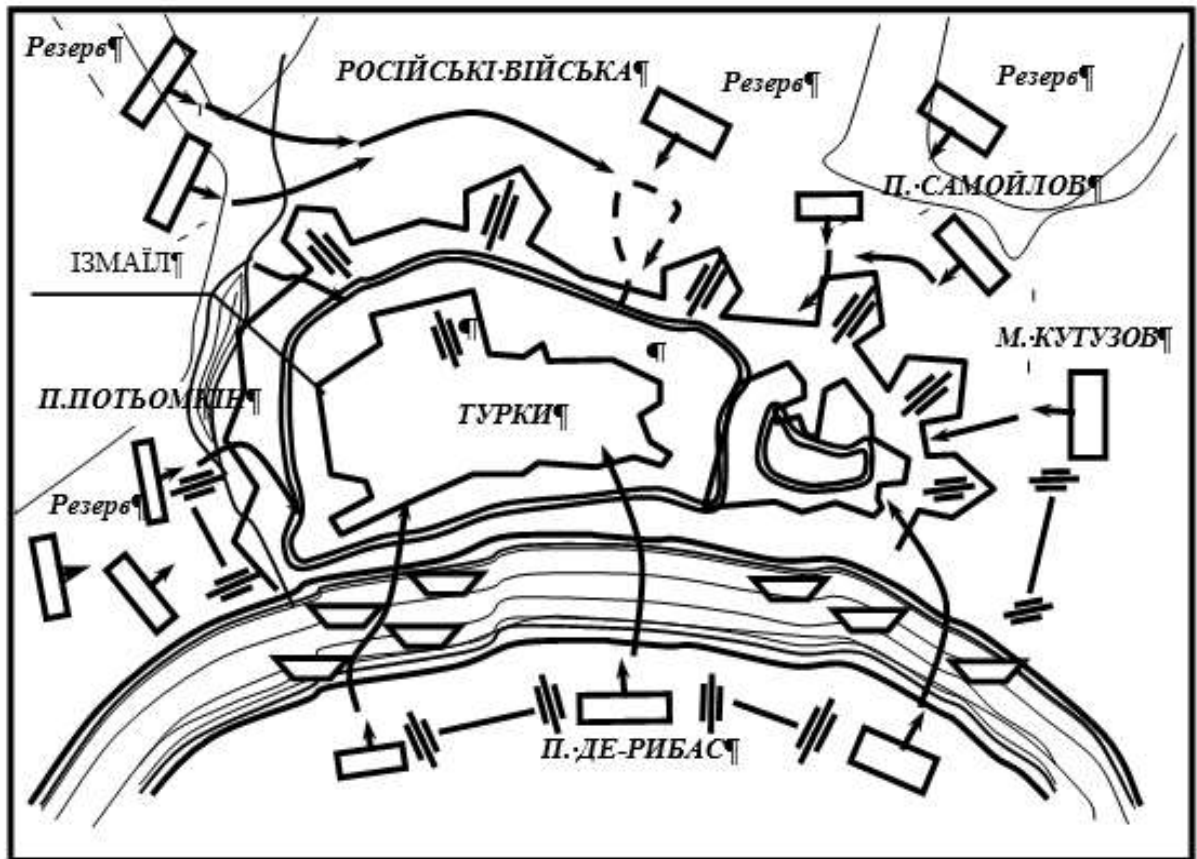 Резерв¶
РОСІЙСЬКІ·ВІЙСЬКА¶
Резерв¶
Резерв¶
П.·САМОЙЛОВ¶
ІЗМАЇЛ¶
¶
¶
М.·КУТУЗОВ¶
П.ПОТЬОМКІН¶
ТУРКИ¶
Резерв¶
П.·ДЕ-РИБАС¶